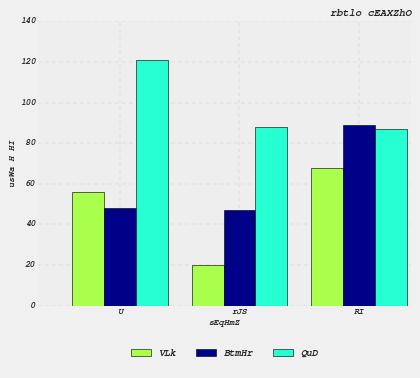 rbtlo cEAXZhO
140
120
100
80
60
40
20
0
usWa H HI
U rJS RI
sEqHmZ
VLk BtmHr QuD